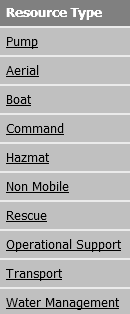 Resource Type
Pump
Aerial
Boat
Command
Hazmat
Non Mobile
Rescue
Operational Support
Transport
Water Management